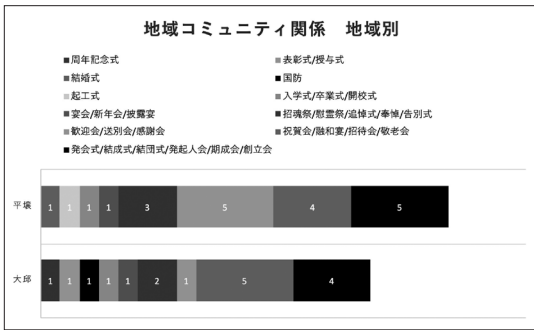 地域コミュニティ関係　地域別
■周年記念式 ■表彰式/授与式
■結婚式 ■国防
■起工式 ■入学式/卒業式/開校式
■宴会/新年会/披露宴 ■招魂祭/慰霊祭/追悼式/奉悼/告別式
■歓迎会/送別会/感謝会 ■祝賀会/融和宴/招待会/敬老会
■発会式/結成式/結団式/発起人会/期成会/創立会
平壌 1 1 1 1 3 5 4 5
大邱 1 1 1 1 1 2 1 5 4